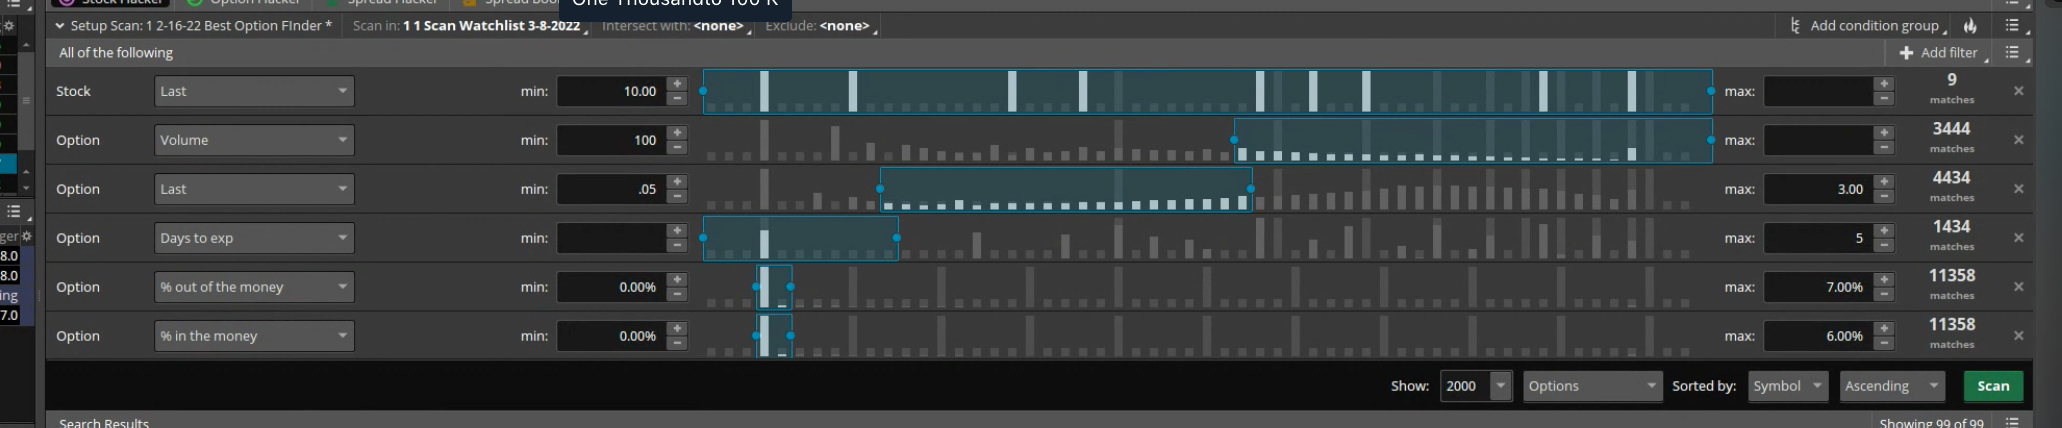 Stock Hacker Option Hacker Spread Hacker Spread Boo One Thousandto 100 K
Setup Scan: 1 2-16-22 Best Option FInder * Scan in: 1 1 Scan Watchlist 3-8-2022 Intersect with: <none> Exclude: <none> Add condition group
All of the following Add filter
Stock Last min: 10.00 max: 9 matches
Option Volume min: 100 max: 3444 matches
Option Last min: .05 max: 3.00 4434 matches
ger
Option Days to exp min: max: 5 1434 matches
8.0
8.0
Option % out of the money min: 0.00% max: 7.00% 11358 matches
ing
7.0
Option % in the money min: 0.00% max: 6.00% 11358 matches
Show: 2000 Options Sorted by: Symbol Ascending Scan
Search Results Showing 99 of 99